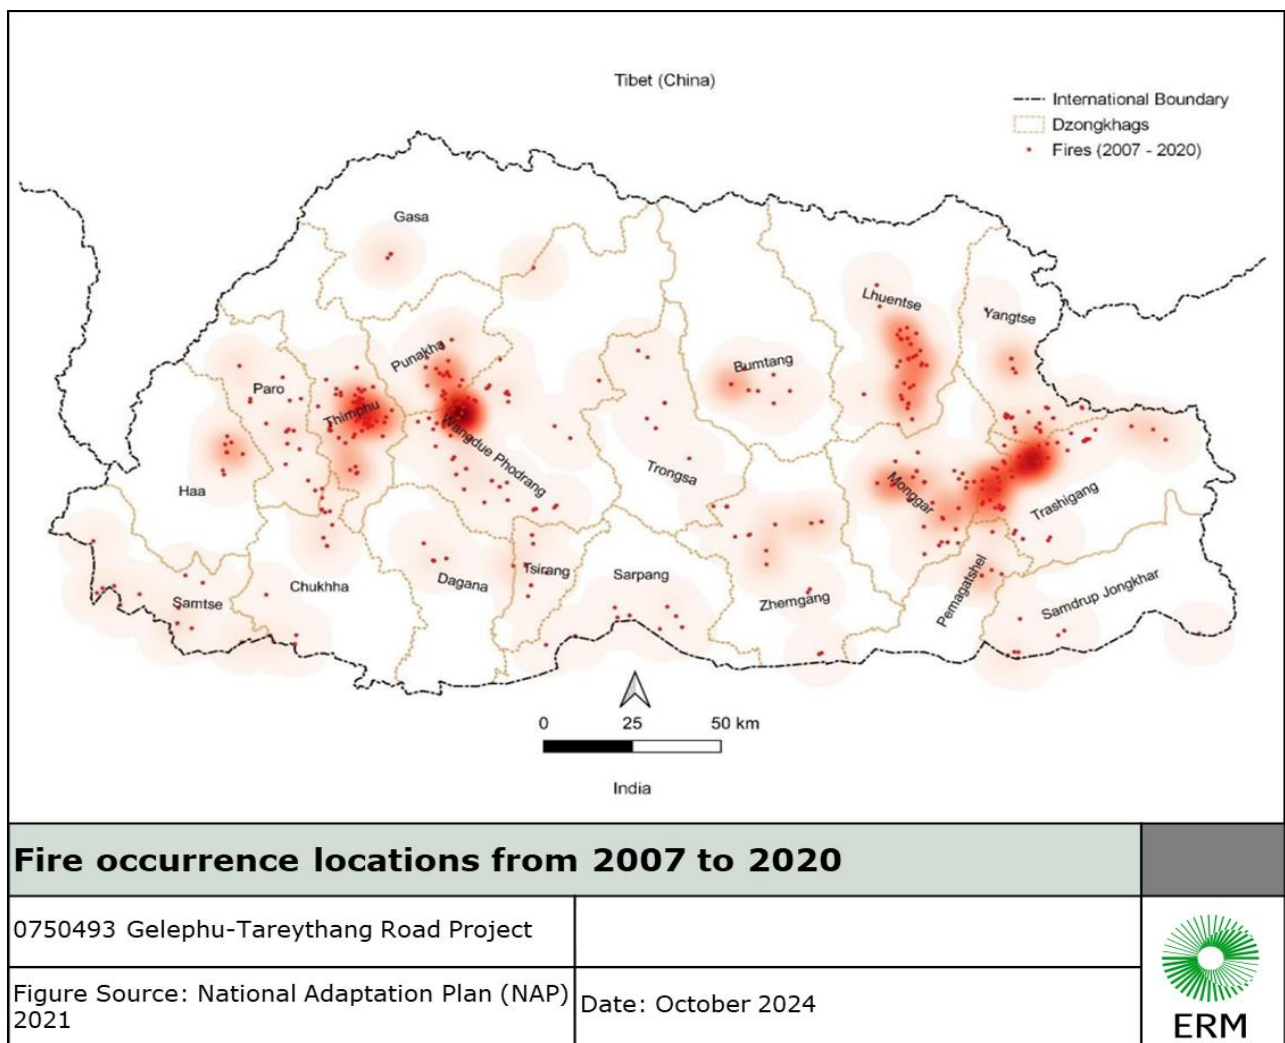 Tibet (China)
International Boundary
Dzongkhags
Fires (2007 - 2020)
Gasa
Lhuentse
Yangtse
Punakha
Bumtang
Paro
Thimphu
Wangdue Phodrang
Trongsa
Haa
Monggar
Trashigang
Chukhha
Dagana
Tsirang
Sarpang
Samtse
Zhemgang
Pemagatshel
Samdrup Jongkhar
0 25 50 km
India
Fire occurrence locations from 2007 to 2020
0750493 Gelephu-Tareythang Road Project
Figure Source: National Adaptation Plan (NAP)
2021
Date: October 2024
ERM